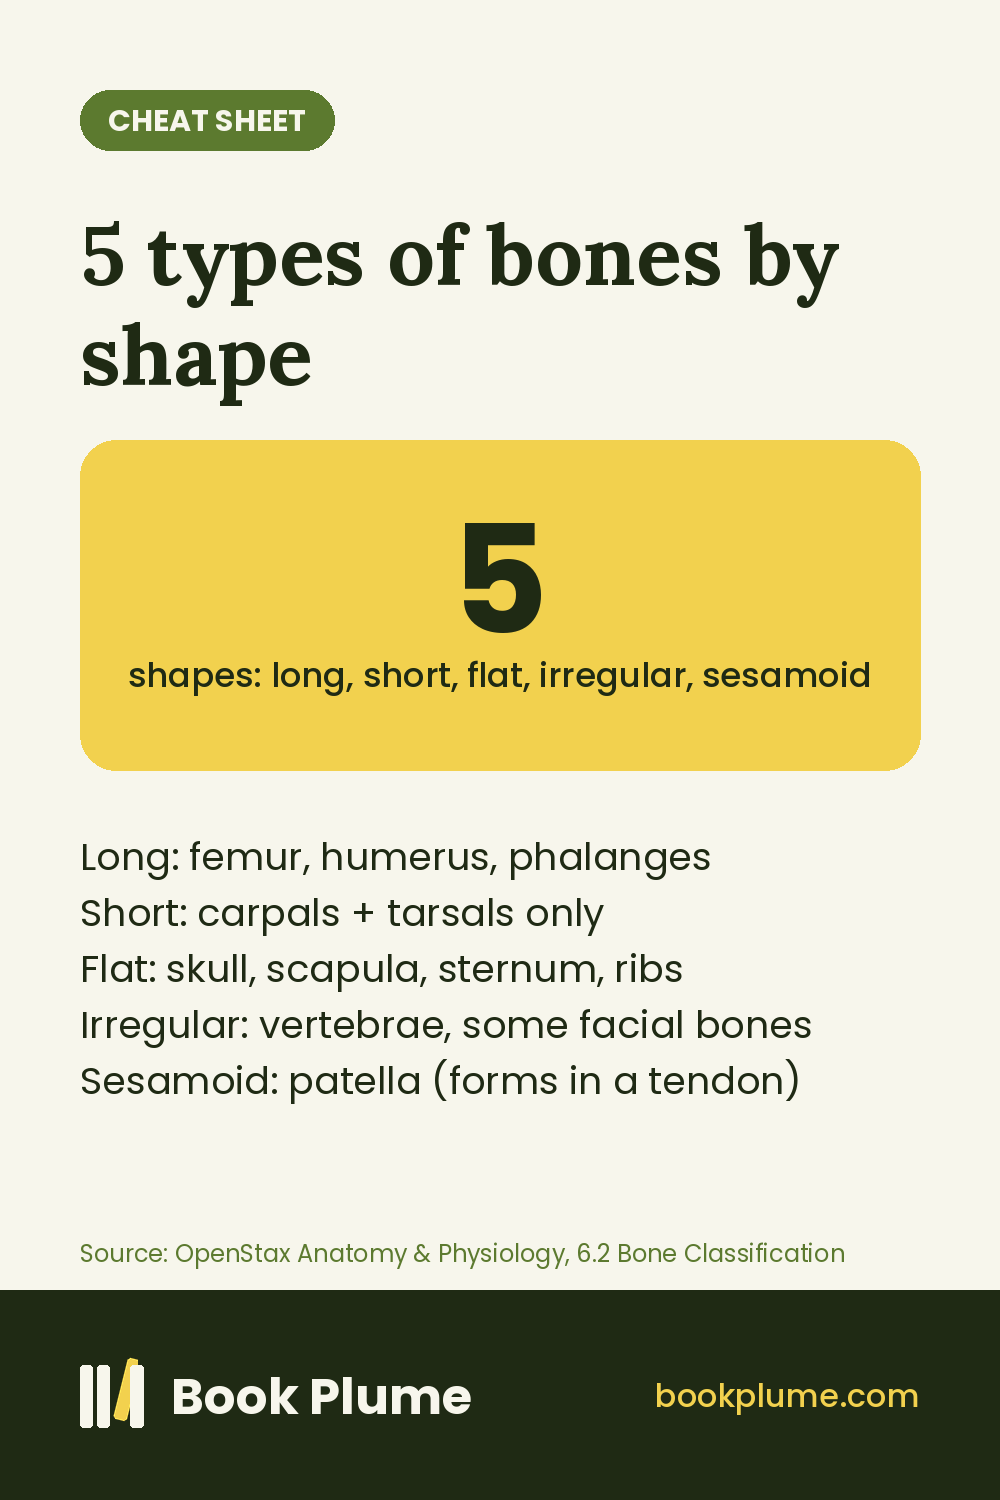 CHEAT SHEET
5 types of bones by
shape
5
shapes: long, short, flat, irregular, sesamoid
Long: femur, humerus, phalanges
Short: carpals + tarsals only
Flat: skull, scapula, sternum, ribs
Irregular: vertebrae, some facial bones
Sesamoid: patella (forms in a tendon)
Source: OpenStax Anatomy & Physiology, 6.2 Bone Classification
Book Plume
bookplume.com